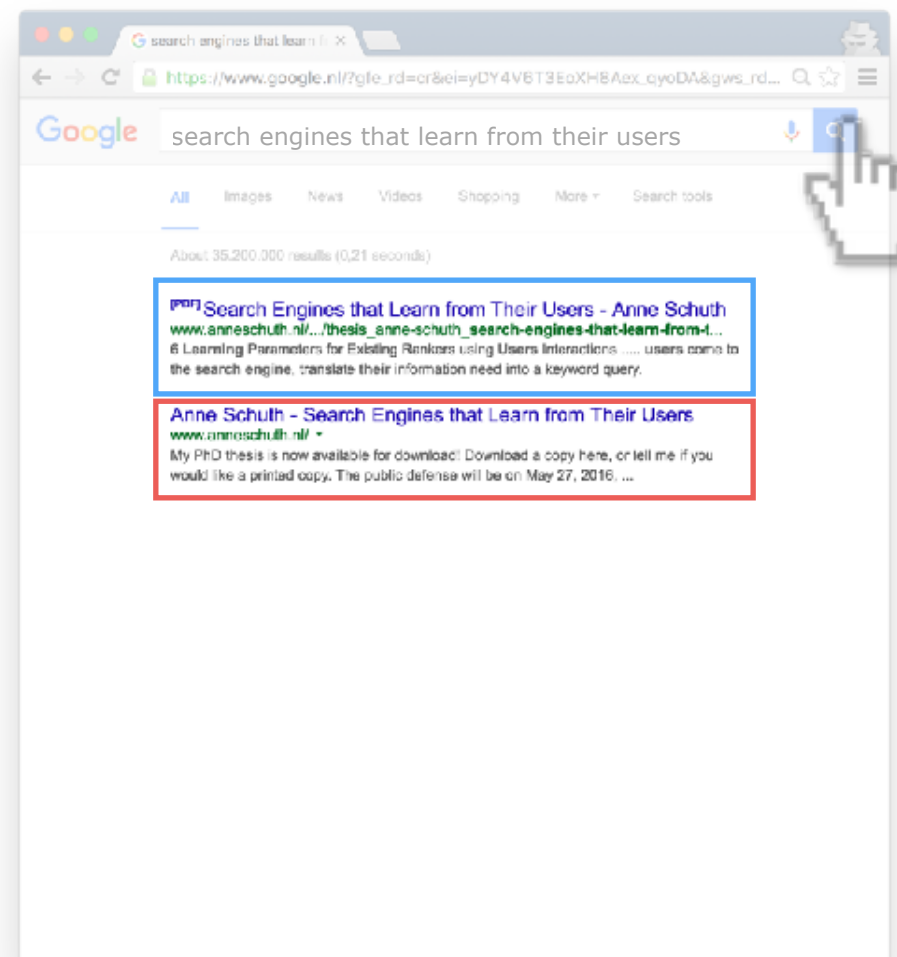 search engines that learn fr
https://www.google.nl/?gfe_rd=cr&ei=yDY4V6T3EoXH8Aex_qyoDA&gws_rd...
Google
search engines that learn from their users
All Images News Videos Shopping More Search tools
About 35.200.000 results (0,21 seconds)
[PDF] Search Engines that Learn from Their Users - Anne Schuth
www.anneschuth.nl/.../thesis_anne-schuth_search-engines-that-learn-from-t...
6 Learning Parameters for Existing Rankers using Users Interactions ..... users come to
the search engine, translate their information need into a keyword query.
Anne Schuth - Search Engines that Learn from Their Users
www.anneschuth.nl/
My PhD thesis is now available for download! Download a copy here, or tell me if you
would like a printed copy. The public defense will be on May 27, 2016, ...